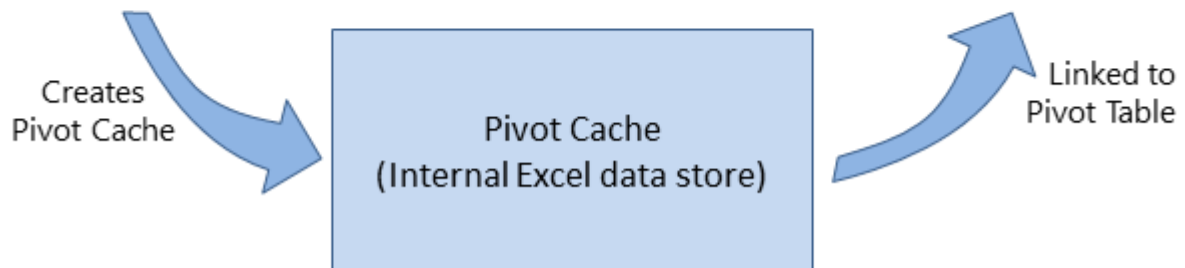 Creates
Pivot Cache
Pivot Cache
(Internal Excel data store)
Linked to
Pivot Table